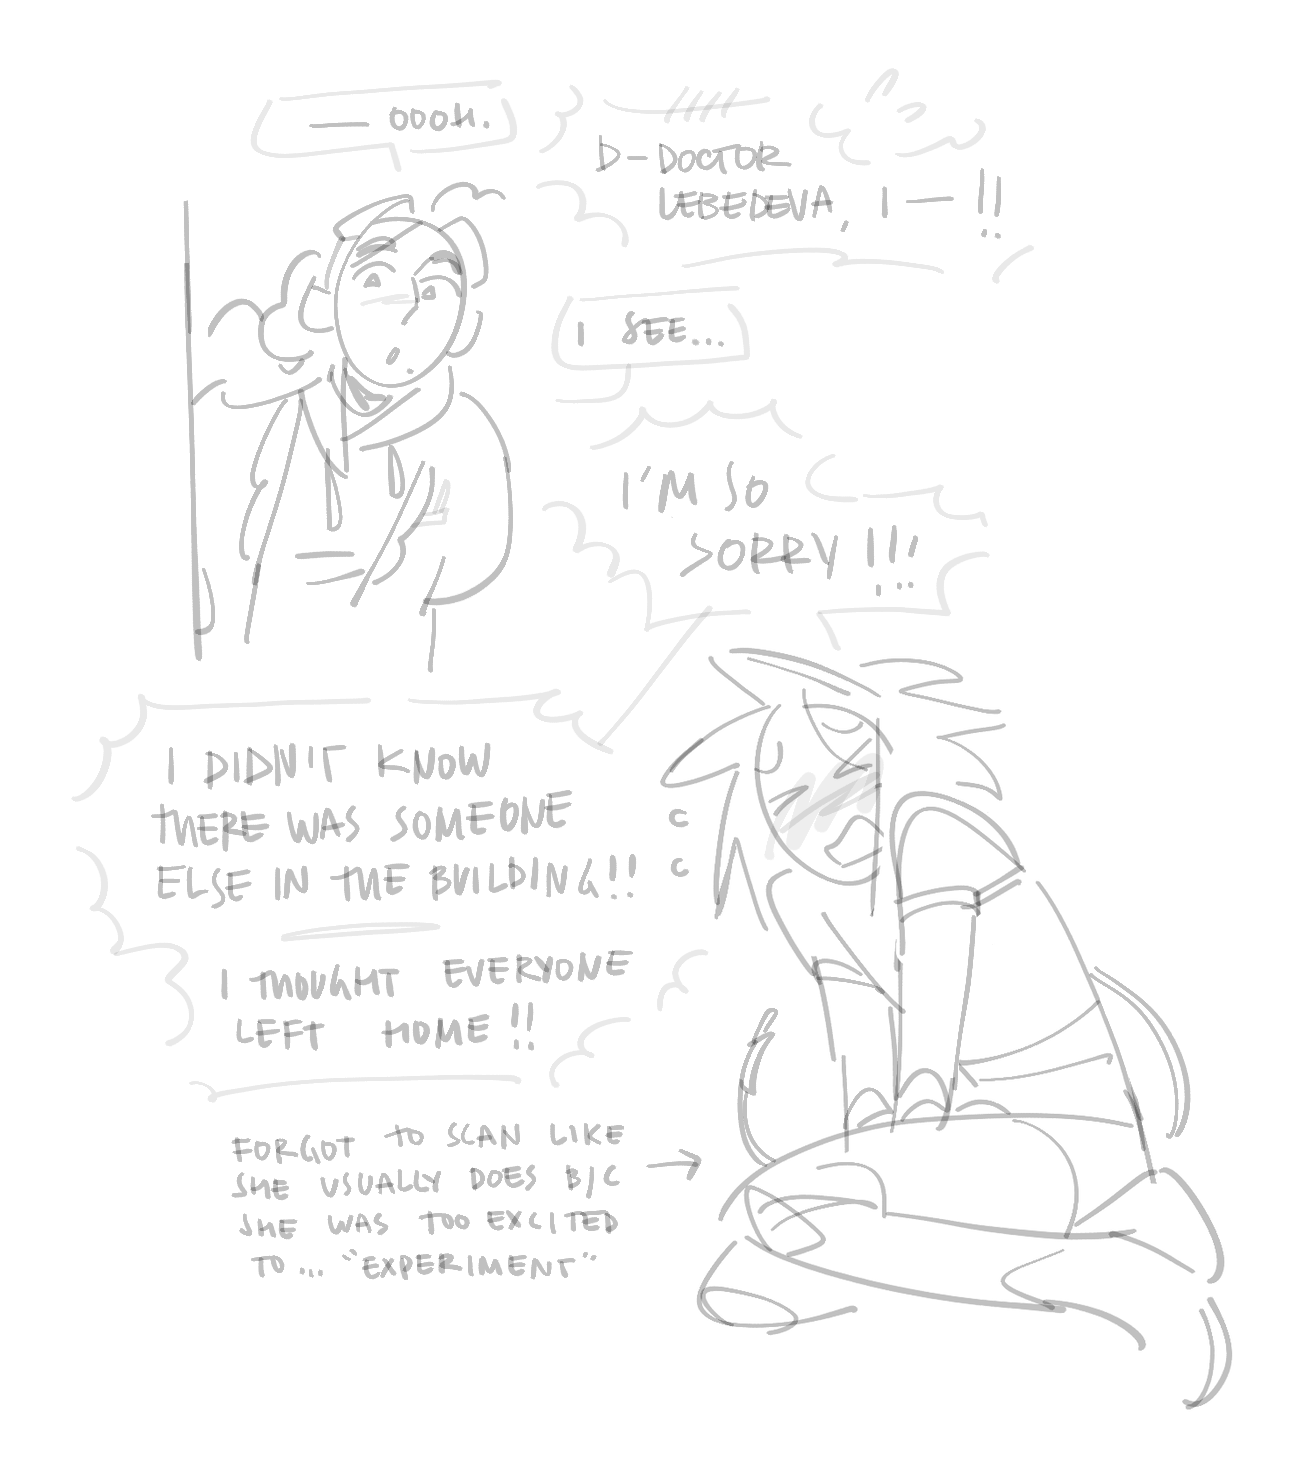 — OOOH.
D-DOCTOR
LEBEDEVA, I — !!
I SEE...
I'M SO
SORRY!!!
I DIDN'T KNOW
THERE WAS SOMEONE
ELSE IN THE BUILDING!!
I THOUGHT EVERYONE
LEFT HOME!!
FORGOT TO SCAN LIKE
SHE USUALLY DOES B/C
SHE WAS TOO EXCITED
TO... "EXPERIMENT"